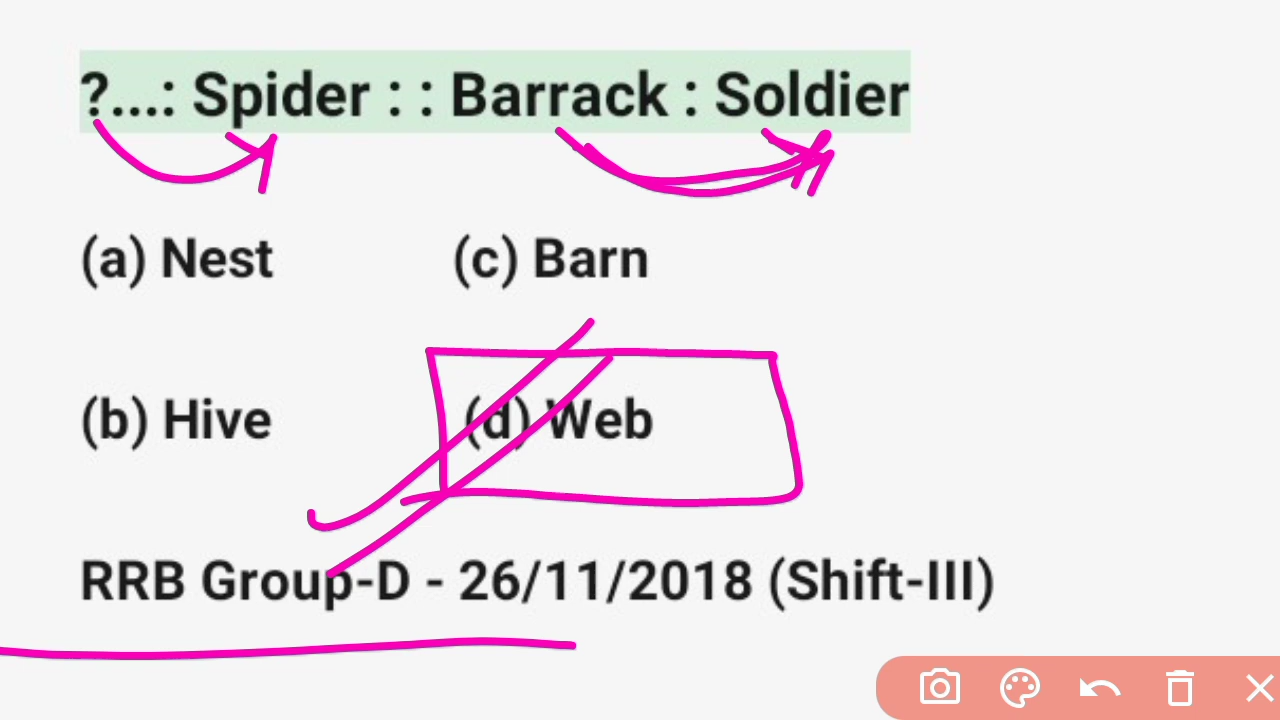 ?...: Spider : : Barrack : Soldier
(a) Nest (c) Barn
(b) Hive (d) Web
RRB Group-D - 26/11/2018 (Shift-III)